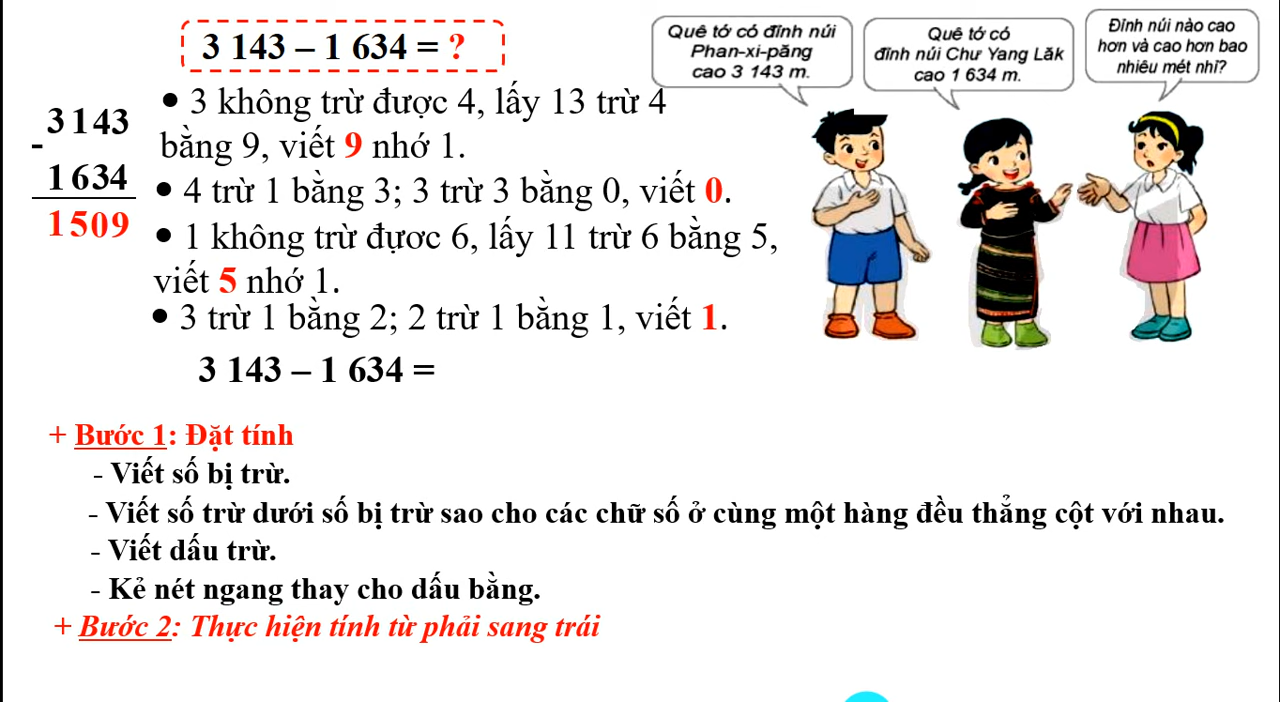 3 143 – 1 634 = ?
Quê tớ có đỉnh núi
Phan-xi-păng
cao 3 143 m.
Quê tớ có
đỉnh núi Chư Yang Lăk
cao 1 634 m.
Đỉnh núi nào cao
hơn và cao hơn bao
nhiêu mét nhỉ?
3143
-
1634
1509
• 3 không trừ được 4, lấy 13 trừ 4
bằng 9, viết 9 nhớ 1.
• 4 trừ 1 bằng 3; 3 trừ 3 bằng 0, viết 0.
• 1 không trừ đựơc 6, lấy 11 trừ 6 bằng 5,
viết 5 nhớ 1.
• 3 trừ 1 bằng 2; 2 trừ 1 bằng 1, viết 1.
3 143 – 1 634 =
+ Bước 1: Đặt tính
- Viết số bị trừ.
- Viết số trừ dưới số bị trừ sao cho các chữ số ở cùng một hàng đều thẳng cột với nhau.
- Viết dấu trừ.
- Kẻ nét ngang thay cho dấu bằng.
+ Bước 2: Thực hiện tính từ phải sang trái